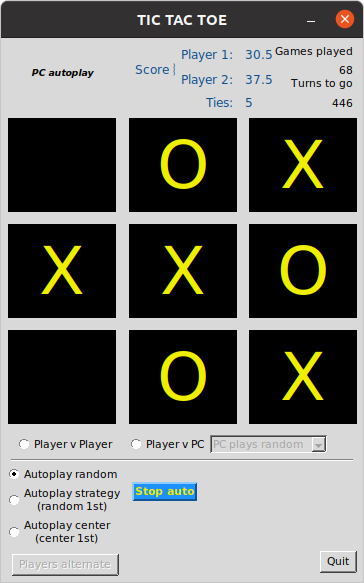 TIC TAC TOE
PC autoplay
Score
Player 1: 30.5
Player 2: 37.5
Ties: 5
Games played
68
Turns to go
446
O X
X X O
O X
Player v Player
Player v PC
PC plays random
Autoplay random
Autoplay strategy
(random 1st)
Autoplay center
(center 1st)
Stop auto
Players alternate
Quit